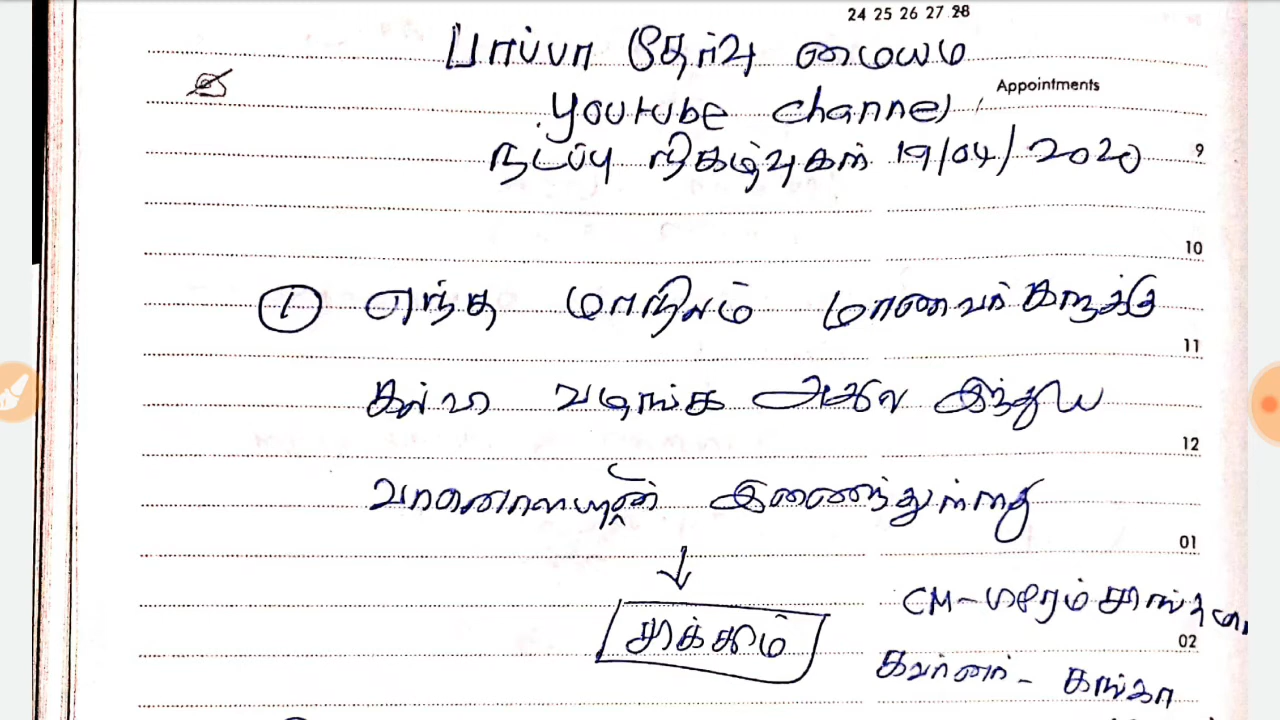 24 25 26 27 28
பாப்பா தேர்வு மையம்
Appointments
Youtube channel
நடப்பு நிகழ்வுகள் 19/04/2020
9
10
① எந்த மாநிலம் மாணவர்களுக்கு
11
கல்வி வழங்க அகில இந்திய
12
வானொலியுடன் இணைந்துள்ளது
01
CM-
சிக்கிம்
02
கவர்னர் - கங்கா